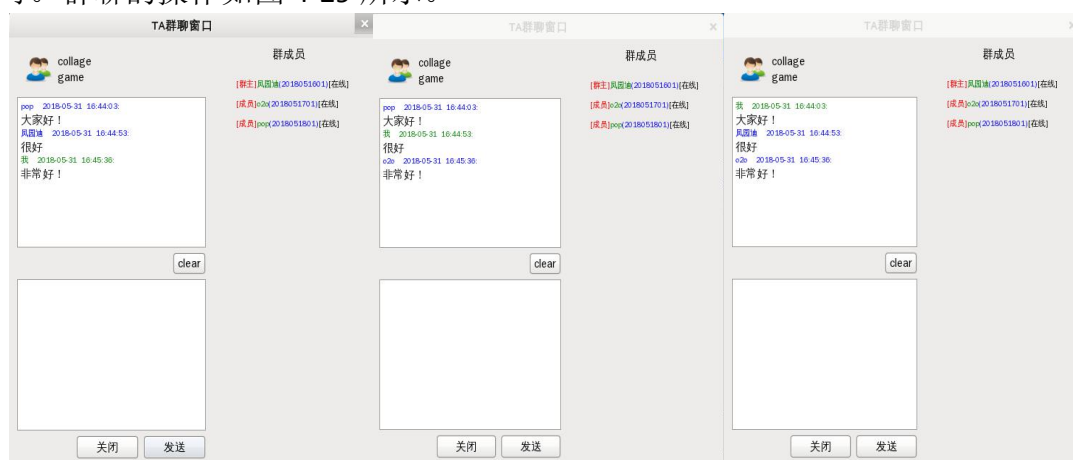 TA群聊窗口 ×
collage
game
群成员
[群主]凤囩迪(2018051601)[在线]
[成员]o2o(2018051701)[在线]
[成员]pop(2018051801)[在线]
pop 2018-05-31 16:44:03:
大家好！
凤囩迪 2018-05-31 16:44:53:
很好
我 2018-05-31 16:45:36:
非常好！
clear
关闭 发送
TA群聊窗口 ×
collage
game
群成员
[群主]凤囩迪(2018051601)[在线]
[成员]o2o(2018051701)[在线]
[成员]pop(2018051801)[在线]
pop 2018-05-31 16:44:03:
大家好！
我 2018-05-31 16:44:53:
很好
o2o 2018-05-31 16:45:36:
非常好！
clear
关闭 发送
TA群聊窗口 ×
collage
game
群成员
[群主]凤囩迪(2018051601)[在线]
[成员]o2o(2018051701)[在线]
[成员]pop(2018051801)[在线]
我 2018-05-31 16:44:03:
大家好！
凤囩迪 2018-05-31 16:44:53:
很好
o2o 2018-05-31 16:45:36:
非常好！
clear
关闭 发送